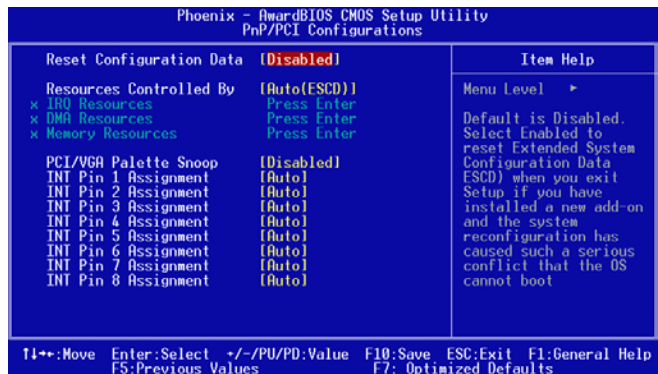 Phoenix - AwardBIOS CMOS Setup Utility
PnP/PCI Configurations
Reset Configuration Data [Disabled]
Resources Controlled By [Auto(ESCD)]
x IRQ Resources Press Enter
x DMA Resources Press Enter
x Memory Resources Press Enter
PCI/VGA Palette Snoop [Disabled]
INT Pin 1 Assignment [Auto]
INT Pin 2 Assignment [Auto]
INT Pin 3 Assignment [Auto]
INT Pin 4 Assignment [Auto]
INT Pin 5 Assignment [Auto]
INT Pin 6 Assignment [Auto]
INT Pin 7 Assignment [Auto]
INT Pin 8 Assignment [Auto]
Item Help
Menu Level ►
Default is Disabled.
Select Enabled to
reset Extended System
Configuration Data
ESCD) when you exit
Setup if you have
installed a new add-on
and the system
reconfiguration has
caused such a serious
conflict that the OS
cannot boot
↑↓→←:Move Enter:Select +/-/PU/PD:Value F10:Save ESC:Exit F1:General Help
F5:Previous Values F7: Optimized Defaults